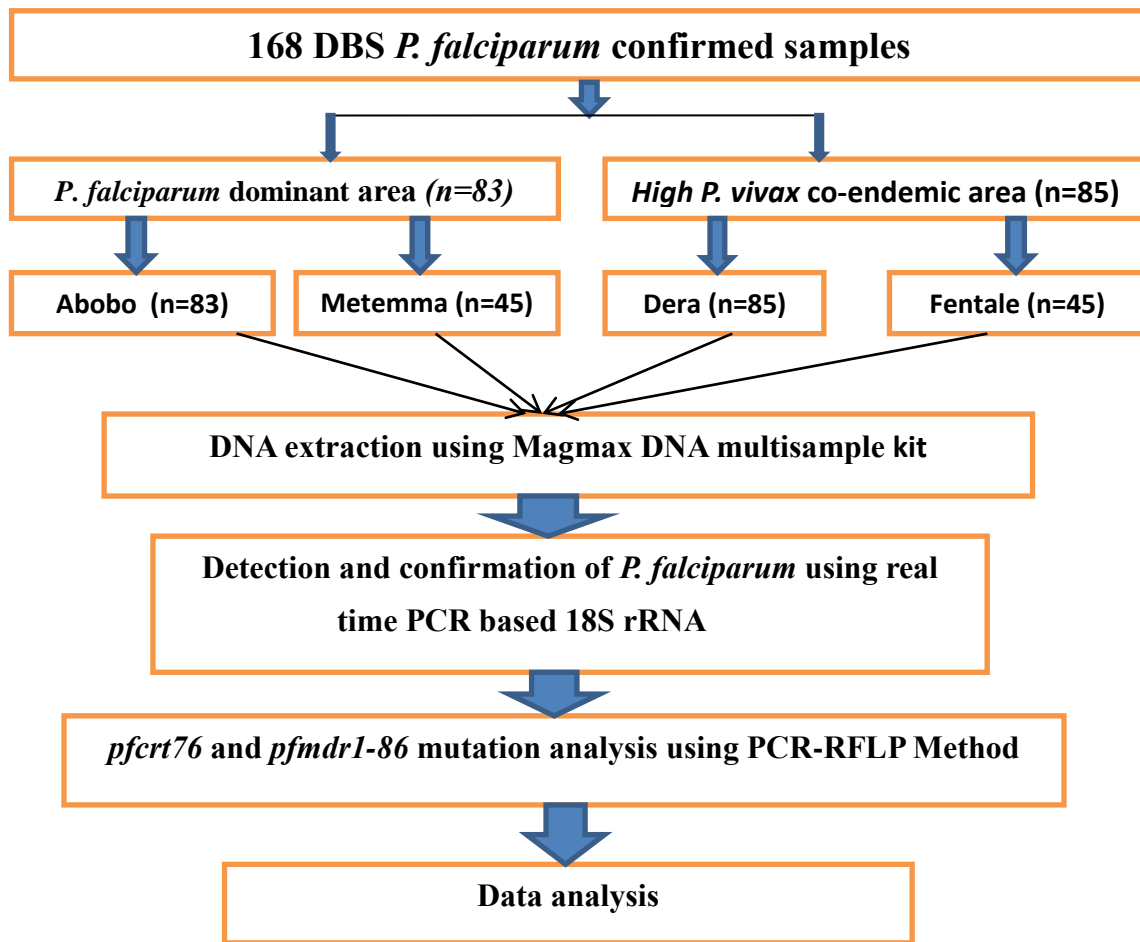 168 DBS P. falciparum confirmed samples
P. falciparum dominant area (n=83)
High P. vivax co-endemic area (n=85)
Abobo (n=83)
Metemma (n=45)
Dera (n=85)
Fentale (n=45)
DNA extraction using Magmax DNA multisample kit
Detection and confirmation of P. falciparum using real
time PCR based 18S rRNA
pfcrt76 and pfmdr1-86 mutation analysis using PCR-RFLP Method
Data analysis